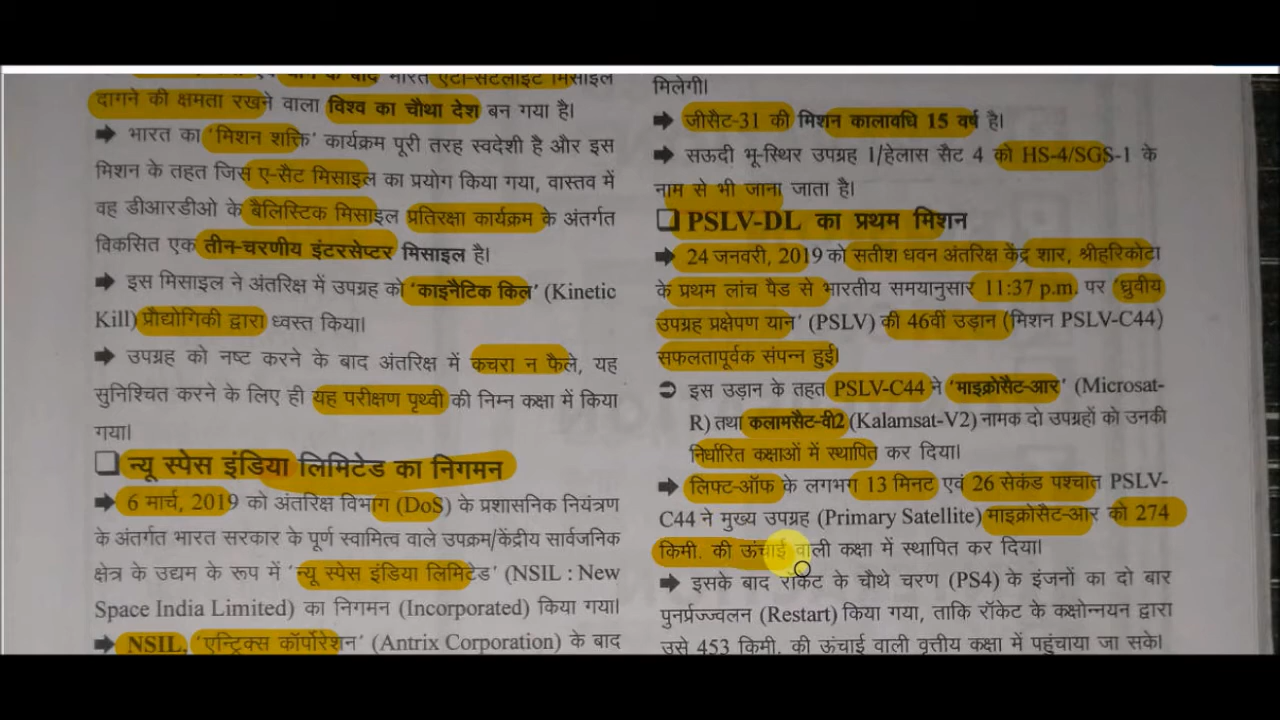 के बाद भारत एंटी-सैटेलाइट मिसाइल
दागने की क्षमता रखने वाला विश्व का चौथा देश बन गया है।
➡ भारत का 'मिशन शक्ति' कार्यक्रम पूरी तरह स्वदेशी है और इस
मिशन के तहत जिस ए-सैट मिसाइल का प्रयोग किया गया, वास्तव में
वह डीआरडीओ के बैलिस्टिक मिसाइल प्रतिरक्षा कार्यक्रम के अंतर्गत
विकसित एक तीन-चरणीय इंटरसेप्टर मिसाइल है।
➡ इस मिसाइल ने अंतरिक्ष में उपग्रह को 'काइनैटिक किल' (Kinetic
Kill) प्रौद्योगिकी द्वारा ध्वस्त किया।
➡ उपग्रह को नष्ट करने के बाद अंतरिक्ष में कचरा न फैले, यह
सुनिश्चित करने के लिए ही यह परीक्षण पृथ्वी की निम्न कक्षा में किया
गया।
❑ न्यू स्पेस इंडिया लिमिटेड का निगमन
➡ 6 मार्च, 2019 को अंतरिक्ष विभाग (DoS) के प्रशासनिक नियंत्रण
के अंतर्गत भारत सरकार के पूर्ण स्वामित्व वाले उपक्रम/केंद्रीय सार्वजनिक
क्षेत्र के उद्यम के रूप में 'न्यू स्पेस इंडिया लिमिटेड' (NSIL : New
Space India Limited) का निगमन (Incorporated) किया गया।
➡ NSIL, 'एन्ट्रिक्स कॉर्पोरेशन' (Antrix Corporation) के बाद
मिलेगी।
➡ जीसैट-31 की मिशन कालावधि 15 वर्ष है।
➡ सऊदी भू-स्थिर उपग्रह 1/हेलास सैट 4 को HS-4/SGS-1 के
नाम से भी जाना जाता है।
❑ PSLV-DL का प्रथम मिशन
➡ 24 जनवरी, 2019 को सतीश धवन अंतरिक्ष केंद्र शार, श्रीहरिकोटा
के प्रथम लांच पैड से भारतीय समयानुसार 11:37 p.m. पर 'ध्रुवीय
उपग्रह प्रक्षेपण यान' (PSLV) की 46वीं उड़ान (मिशन PSLV-C44)
सफलतापूर्वक संपन्न हुई।
➲ इस उड़ान के तहत PSLV-C44 ने 'माइक्रोसैट-आर' (Microsat-
R) तथा कलामसैट-वी2 (Kalamsat-V2) नामक दो उपग्रहों को उनकी
निर्धारित कक्षाओं में स्थापित कर दिया।
➡ लिफ्ट-ऑफ के लगभग 13 मिनट एवं 26 सेकंड पश्चात PSLV-
C44 ने मुख्य उपग्रह (Primary Satellite) माइक्रोसैट-आर को 274
किमी. की ऊंचाई वाली कक्षा में स्थापित कर दिया।
➡ इसके बाद रॉकेट के चौथे चरण (PS4) के इंजनों का दो बार
पुनर्प्रज्ज्वलन (Restart) किया गया, ताकि रॉकेट के कक्षोन्नयन द्वारा
उसे 453 किमी. की ऊंचाई वाली वृत्तीय कक्षा में पहुंचाया जा सके।